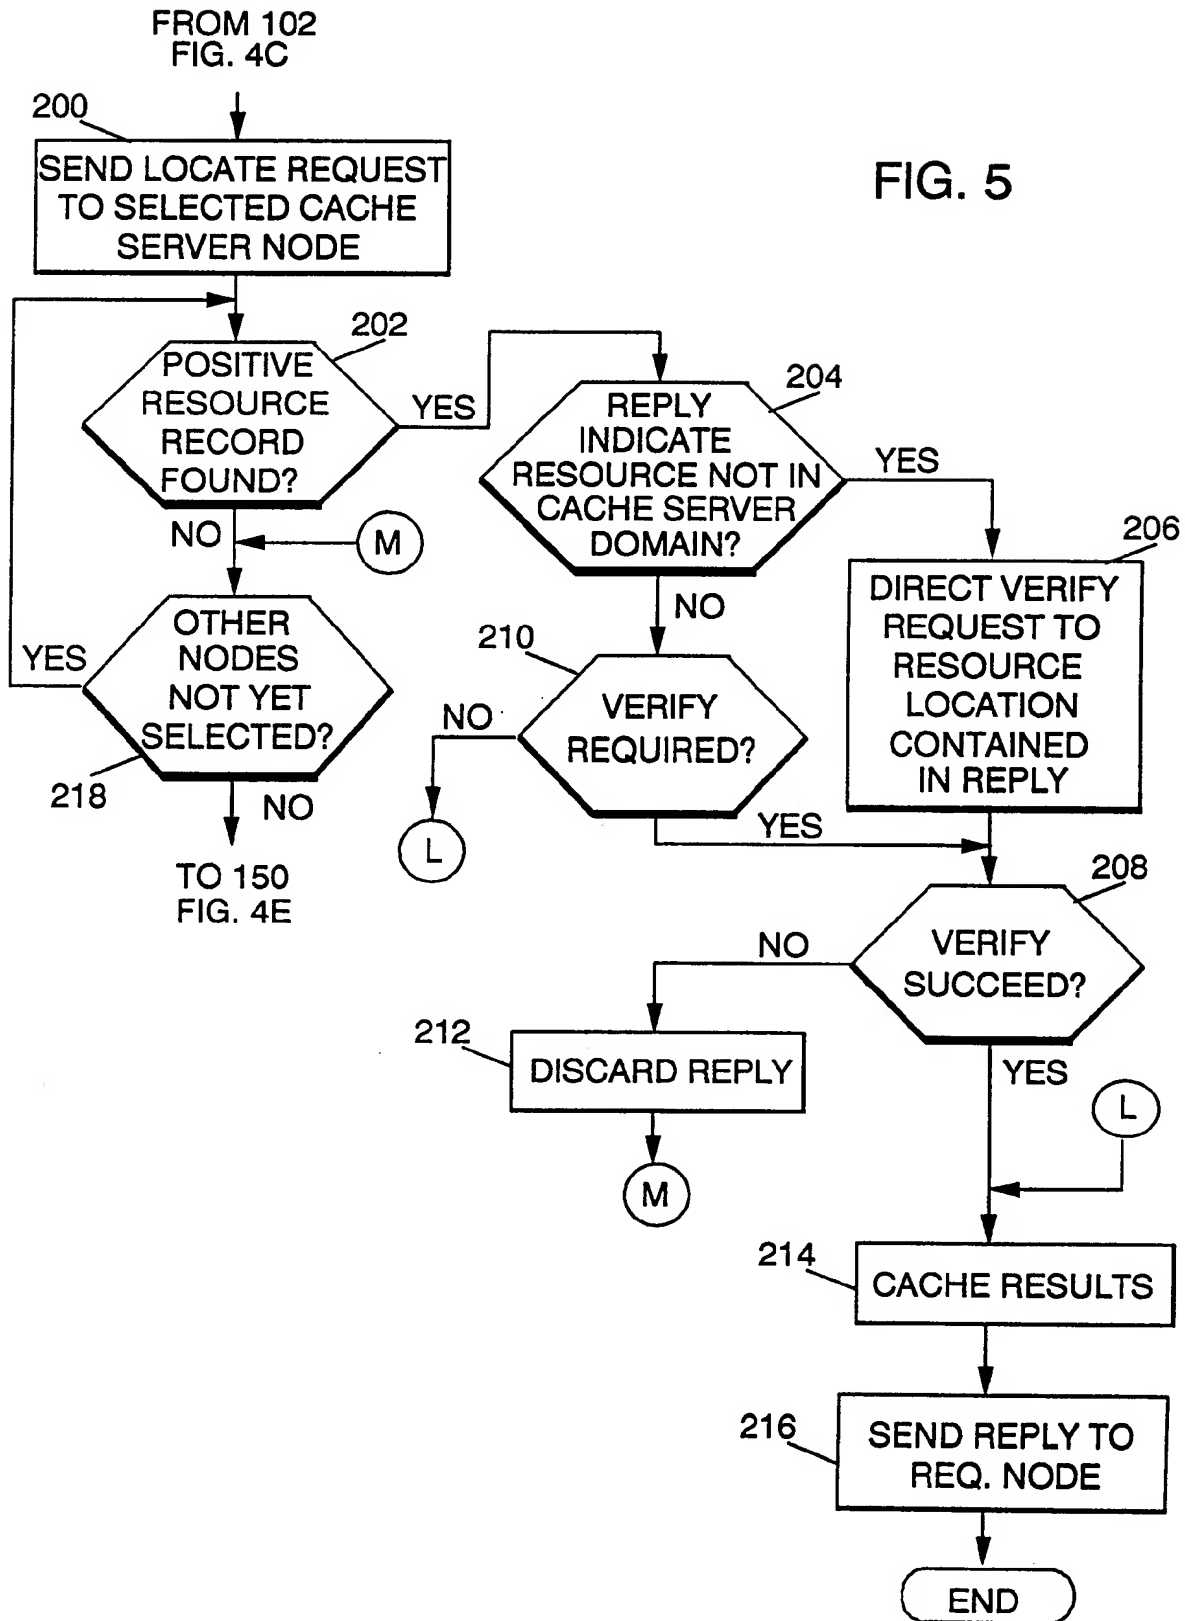 FROM 102
FIG. 4C
200
SEND LOCATE REQUEST
TO SELECTED CACHE
SERVER NODE
FIG. 5
202
POSITIVE
RESOURCE
RECORD
FOUND?
YES
NO
M
204
REPLY
INDICATE
RESOURCE NOT IN
CACHE SERVER
DOMAIN?
YES
NO
206
DIRECT VERIFY
REQUEST TO
RESOURCE
LOCATION
CONTAINED
IN REPLY
OTHER
NODES
NOT YET
SELECTED?
YES
218
NO
TO 150
FIG. 4E
210
VERIFY
REQUIRED?
NO
L
YES
208
VERIFY
SUCCEED?
NO
YES
212
DISCARD REPLY
M
L
214
CACHE RESULTS
216
SEND REPLY TO
REQ. NODE
END